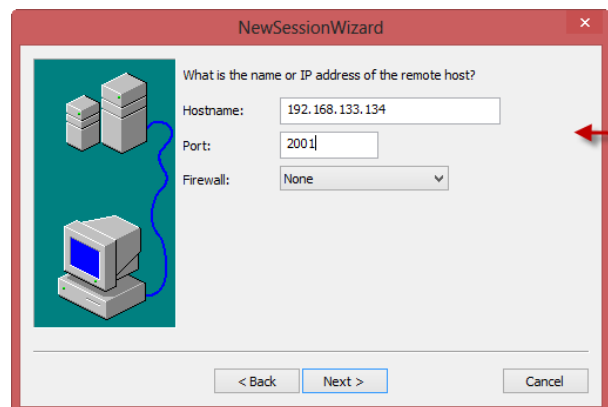 NewSessionWizard
What is the name or IP address of the remote host?
Hostname: 192.168.133.134
Port: 2001
Firewall: None
< Back Next > Cancel